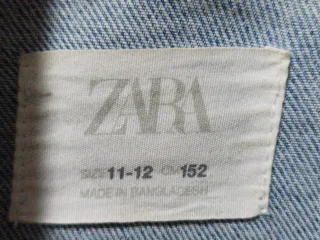 ZARA
SIZE 11-12 CM 152
MADE IN BANGLADESH